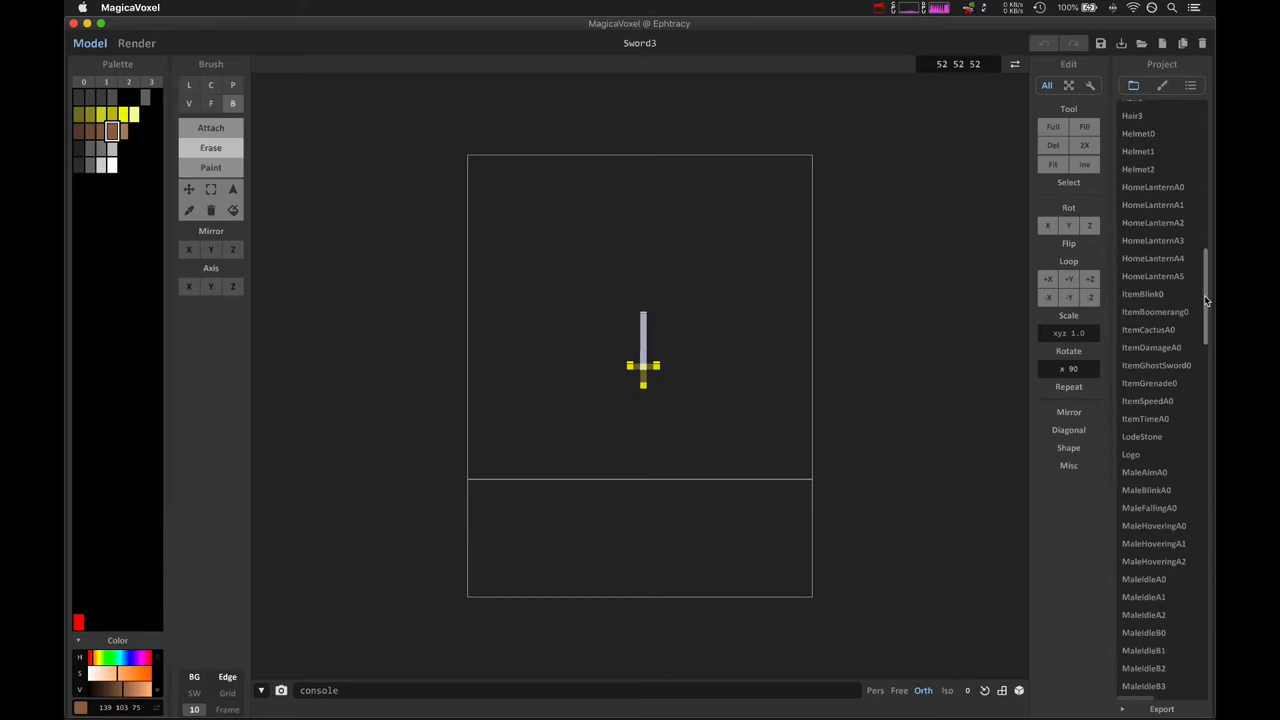 MagicaVoxel
0 KB/s
0 KB/s
100%
MagicaVoxel @ Ephtracy
Model Render
Sword3
Palette
0 1 2 3
Brush
L C P
V F B
Attach
Erase
Paint
Mirror
X Y Z
Axis
X Y Z
52 52 52
Edit
All
Tool
Full Fill
Del 2X
Fit Inv
Select
Rot
X Y Z
Flip
Loop
+X +Y +Z
-X -Y -Z
Scale
xyz 1.0
Rotate
x 90
Repeat
Mirror
Diagonal
Shape
Misc
Project
Hair3
Helmet0
Helmet1
Helmet2
HomeLanternA0
HomeLanternA1
HomeLanternA2
HomeLanternA3
HomeLanternA4
HomeLanternA5
ItemBlink0
ItemBoomerang0
ItemCactusA0
ItemDamageA0
ItemGhostSword0
ItemGrenade0
ItemSpeedA0
ItemTimeA0
LodeStone
Logo
MaleAimA0
MaleBlinkA0
MaleFallingA0
MaleHoveringA0
MaleHoveringA1
MaleHoveringA2
MaleIdleA0
MaleIdleA1
MaleIdleA2
MaleIdleB0
MaleIdleB1
MaleIdleB2
MaleIdleB3
Export
Color
H
S
V
139 103 75
BG Edge
SW Grid
10 Frame
console
Pers Free Orth Iso 0